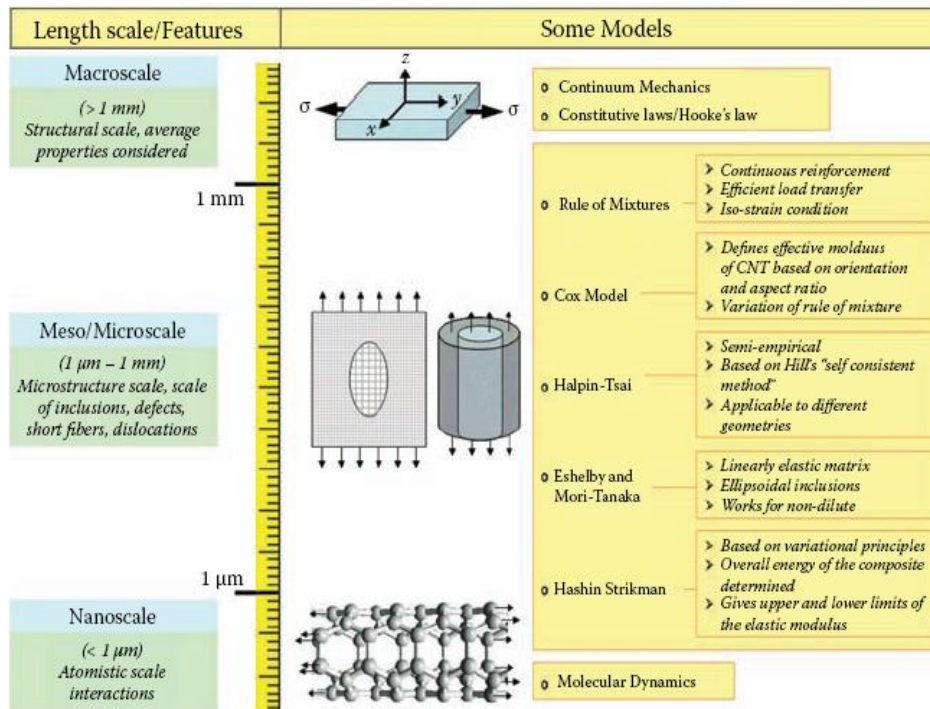 Length scale/Features
Some Models
Macroscale
(> 1 mm)
Structural scale, average
properties considered
1 mm
Meso/Microscale
(1 μm – 1 mm)
Microstructure scale, scale
of inclusions, defects,
short fibers, dislocations
1 μm
Nanoscale
(< 1 μm)
Atomistic scale
interactions
z
σ
y
σ
x
Continuum Mechanics
Constitutive laws/Hooke's law
Rule of Mixtures
Continuous reinforcement
Efficient load transfer
Iso-strain condition
Cox Model
Defines effective molduus
of CNT based on orientation
and aspect ratio
Variation of rule of mixture
Halpin-Tsai
Semi-empirical
Based on Hill's "self consistent
method"
Applicable to different
geometries
Eshelby and
Mori-Tanaka
Linearly elastic matrix
Ellipsoidal inclusions
Works for non-dilute
Hashin Strikman
Based on variational principles
Overall energy of the composite
determined
Gives upper and lower limits of
the elastic modulus
Molecular Dynamics